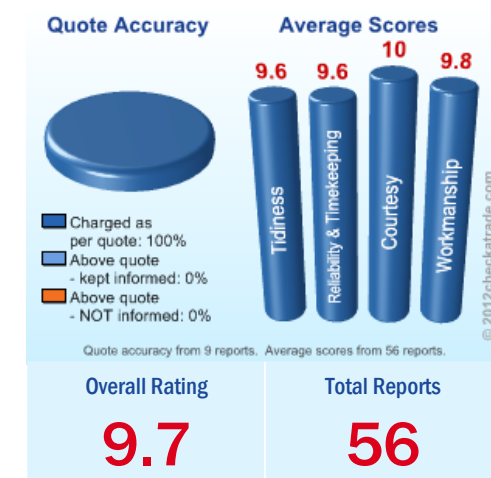 Quote Accuracy
Average Scores
9.6
9.6
10
9.8
Tidiness
Reliability & Timekeeping
Courtesy
Workmanship
Charged as
per quote: 100%
Above quote
- kept informed: 0%
Above quote
- NOT informed: 0%
© 2012checkatrade.com
Quote accuracy from 9 reports. Average scores from 56 reports.
Overall Rating
9.7
Total Reports
56